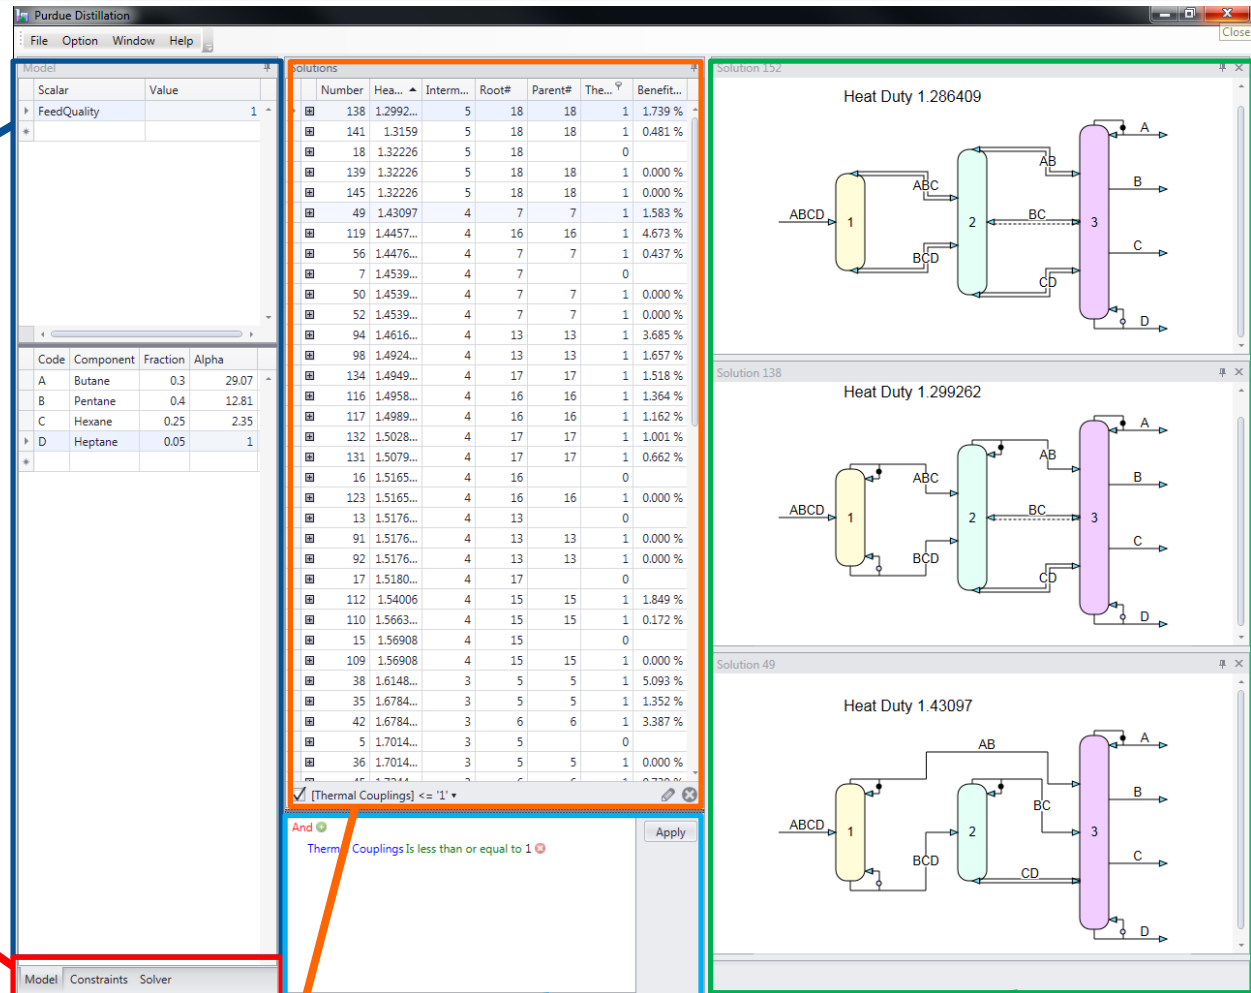 Purdue Distillation
Close
File Option Window Help
Model
Scalar Value
FeedQuality 1
Code Component Fraction Alpha
A Butane 0.3 29.07
B Pentane 0.4 12.81
C Hexane 0.25 2.35
D Heptane 0.05 1
Model Constraints Solver
Solutions
Number Hea... Interm... Root# Parent# The... Benefit...
138 1.2992... 5 18 18 1 1.739 %
141 1.3159 5 18 18 1 0.481 %
18 1.32226 5 18 0
139 1.32226 5 18 18 1 0.000 %
145 1.32226 5 18 18 1 0.000 %
49 1.43097 4 7 7 1 1.583 %
119 1.4457... 4 16 16 1 4.673 %
56 1.4476... 4 7 7 1 0.437 %
7 1.4539... 4 7 0
50 1.4539... 4 7 7 1 0.000 %
52 1.4539... 4 7 7 1 0.000 %
94 1.4616... 4 13 13 1 3.685 %
98 1.4924... 4 13 13 1 1.657 %
134 1.4949... 4 17 17 1 1.518 %
116 1.4958... 4 16 16 1 1.364 %
117 1.4989... 4 16 16 1 1.162 %
132 1.5028... 4 17 17 1 1.001 %
131 1.5079... 4 17 17 1 0.662 %
16 1.5165... 4 16 0
123 1.5165... 4 16 16 1 0.000 %
13 1.5176... 4 13 0
91 1.5176... 4 13 13 1 0.000 %
92 1.5176... 4 13 13 1 0.000 %
17 1.5180... 4 17 0
112 1.54006 4 15 15 1 1.849 %
110 1.5663... 4 15 15 1 0.172 %
15 1.56908 4 15 0
109 1.56908 4 15 15 1 0.000 %
38 1.6148... 3 5 5 1 5.093 %
35 1.6784... 3 5 5 1 1.352 %
42 1.6784... 3 6 6 1 3.387 %
5 1.7014... 3 5 0
36 1.7014... 3 5 5 1 0.000 %
[Thermal Couplings] <= '1'
And
Thermal Couplings Is less than or equal to 1
Apply
Solution 152
Heat Duty 1.286409
A
AB
ABC
B
ABCD
1
2
BC
3
C
BCD
CD
D
Solution 138
Heat Duty 1.299262
A
AB
ABC
B
ABCD
1
2
BC
3
C
BCD
CD
D
Solution 49
Heat Duty 1.43097
A
AB
B
BC
ABCD
1
2
3
C
BCD
CD
D